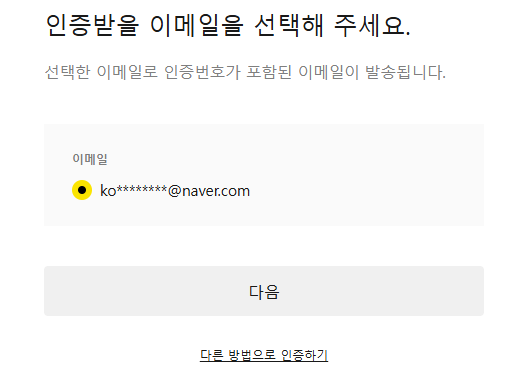 인증받을 이메일을 선택해 주세요.
선택한 이메일로 인증번호가 포함된 이메일이 발송됩니다.
이메일
ko********@naver.com
다음
다른 방법으로 인증하기